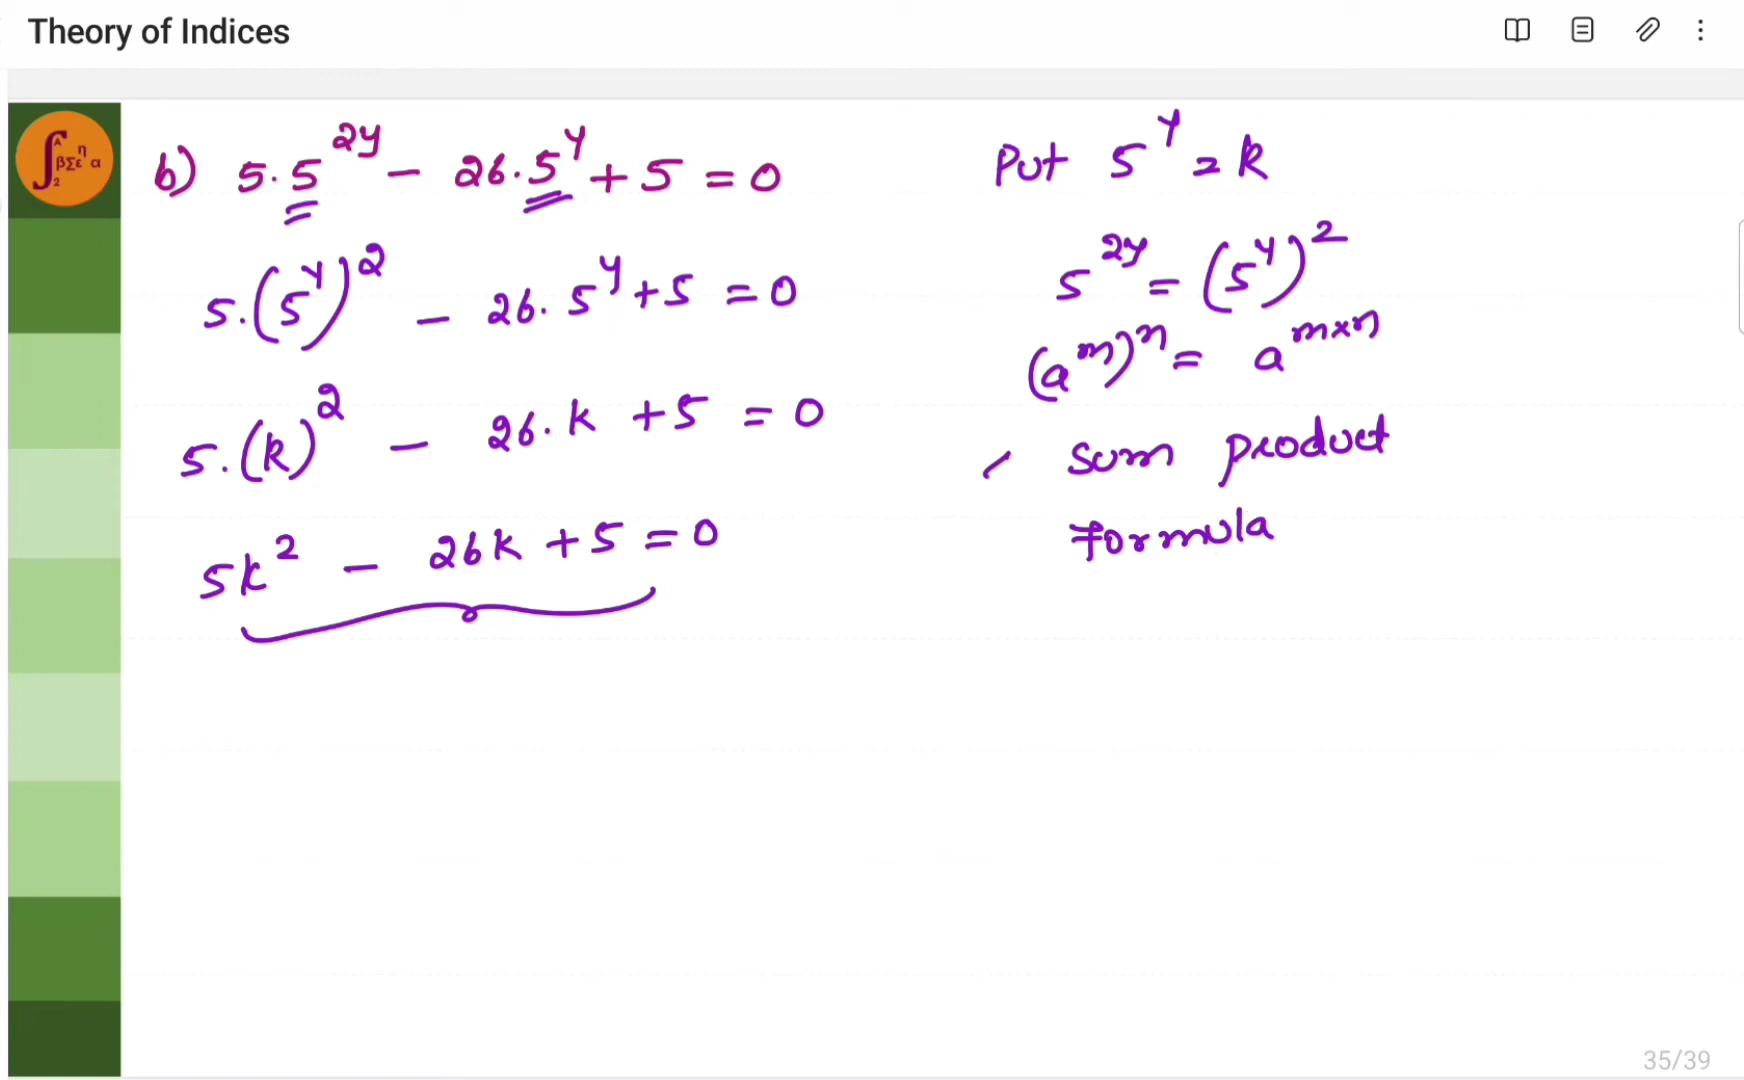 Theory of Indices
b) 5.5^2y - 26.5^y + 5 = 0
5.(5^y)^2 - 26.5^y + 5 = 0
5.(k)^2 - 26.k + 5 = 0
5k^2 - 26k + 5 = 0
Put 5^y = k
5^2y = (5^y)^2
(a^m)^n = a^m×n
sum product
formula
35/39